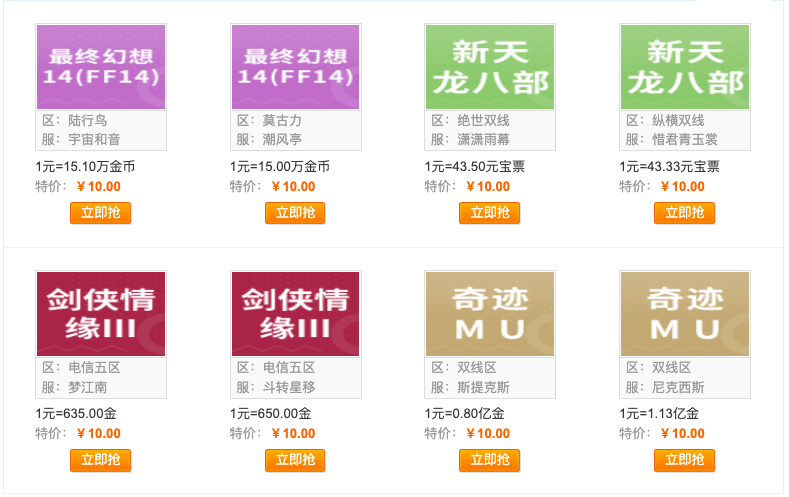 最终幻想
14(FF14)
区：陆行鸟
服：宇宙和音
1元=15.10万金币
特价：￥10.00
立即抢
最终幻想
14(FF14)
区：莫古力
服：潮风亭
1元=15.00万金币
特价：￥10.00
立即抢
新天
龙八部
区：绝世双线
服：潇潇雨幕
1元=43.50元宝票
特价：￥10.00
立即抢
新天
龙八部
区：纵横双线
服：惜君青玉裳
1元=43.33元宝票
特价：￥10.00
立即抢
剑侠情
缘III
区：电信五区
服：梦江南
1元=635.00金
特价：￥10.00
立即抢
剑侠情
缘III
区：电信五区
服：斗转星移
1元=650.00金
特价：￥10.00
立即抢
奇迹
MU
区：双线区
服：斯提克斯
1元=0.80亿金
特价：￥10.00
立即抢
奇迹
MU
区：双线区
服：尼克西斯
1元=1.13亿金
特价：￥10.00
立即抢